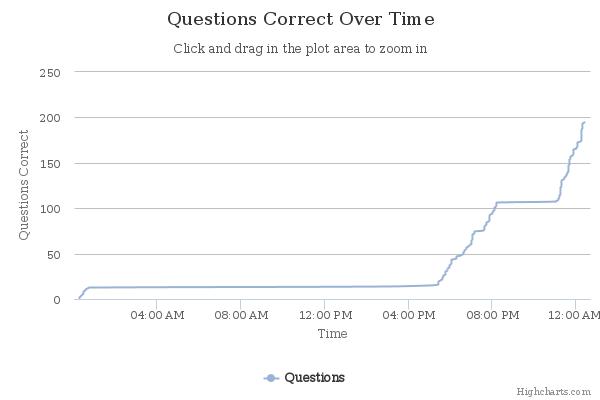 Questions Correct Over Time
Click and drag in the plot area to zoom in
Questions Correct
250
200
150
100
50
0
04:00 AM 08:00 AM 12:00 PM 04:00 PM 08:00 PM 12:00 AM
Time
Questions
Highcharts.com